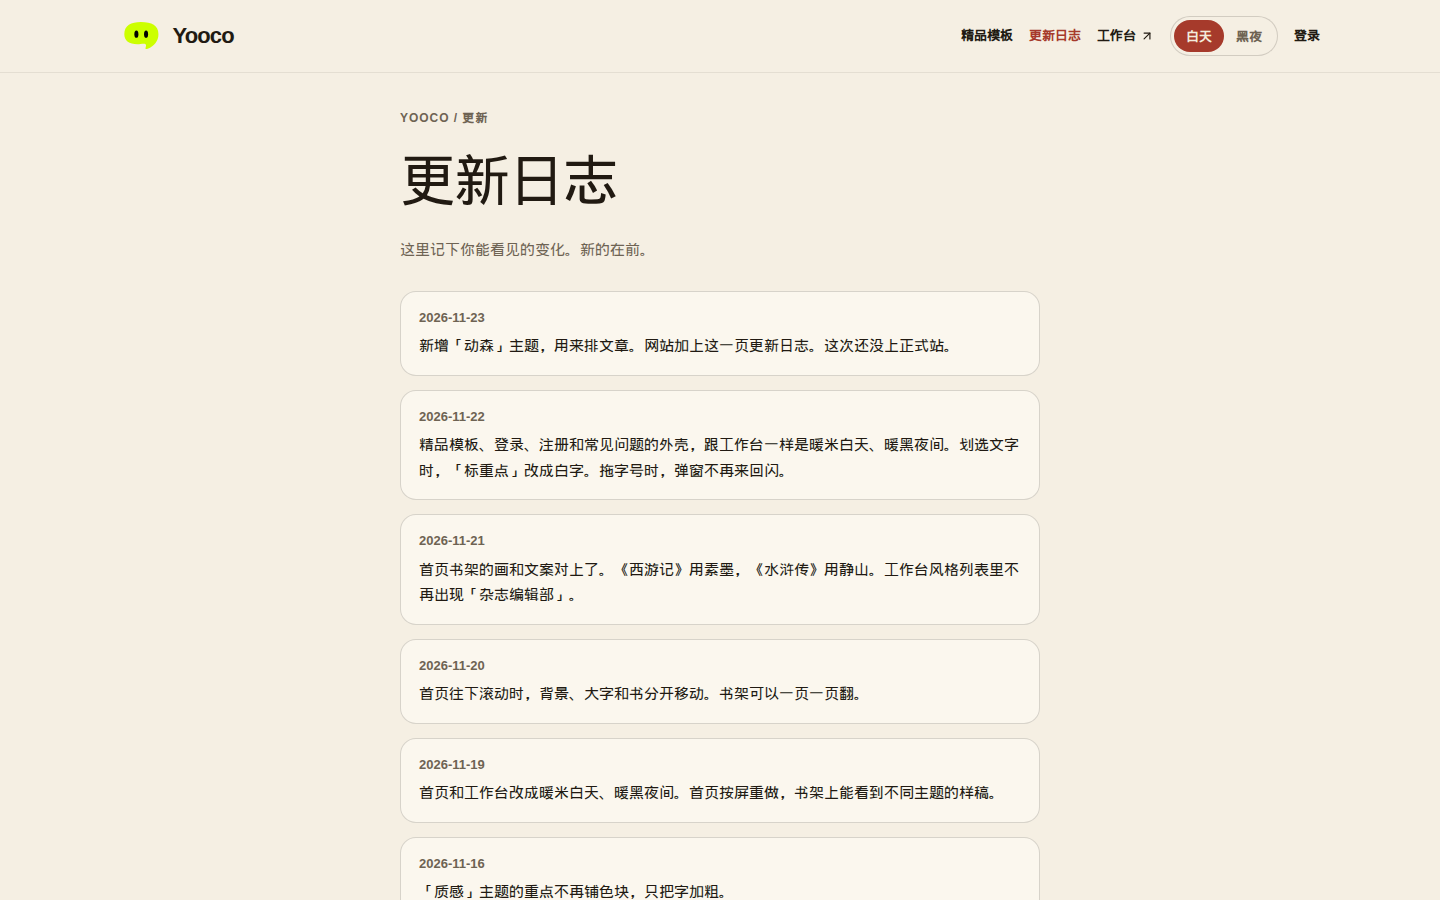 Yooco
精品模板 更新日志 工作台 ↗ 白天 黑夜 登录
YOOCO / 更新
更新日志
这里记下你能看见的变化。新的在前。
2026-11-23
新增「动森」主题，用来排文章。网站加上这一页更新日志。这次还没上正式站。
2026-11-22
精品模板、登录、注册和常见问题的外壳，跟工作台一样是暖米白天、暖黑夜间。划选文字
时，「标重点」改成白字。拖字号时，弹窗不再来回闪。
2026-11-21
首页书架的画和文案对上了。《西游记》用素墨，《水浒传》用静山。工作台风格列表里不
再出现「杂志编辑部」。
2026-11-20
首页往下滚动时，背景、大字和书分开移动。书架可以一页一页翻。
2026-11-19
首页和工作台改成暖米白天、暖黑夜间。首页按屏重做，书架上能看到不同主题的样稿。
2026-11-16
「质感」主题的重点不再铺色块，只把字加粗。